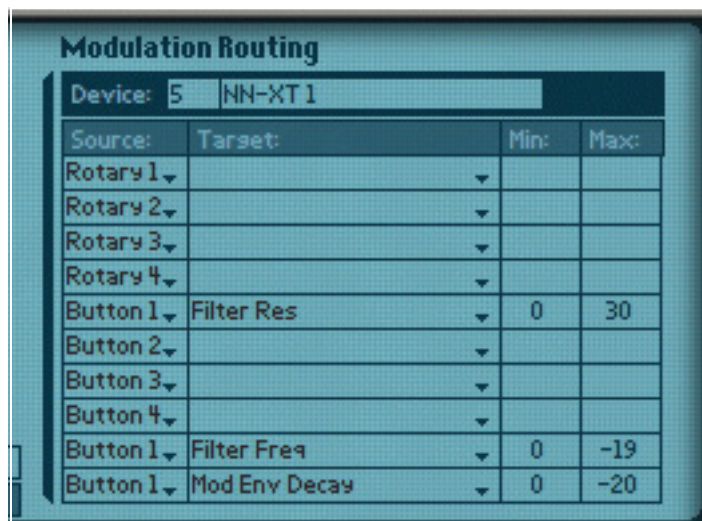 Modulation Routing
Device: 5 NN-XT 1
Source: Target: Min: Max:
Rotary 1
Rotary 2
Rotary 3
Rotary 4
Button 1 Filter Res 0 30
Button 2
Button 3
Button 4
Button 1 Filter Freq 0 -19
Button 1 Mod Env Decay 0 -20